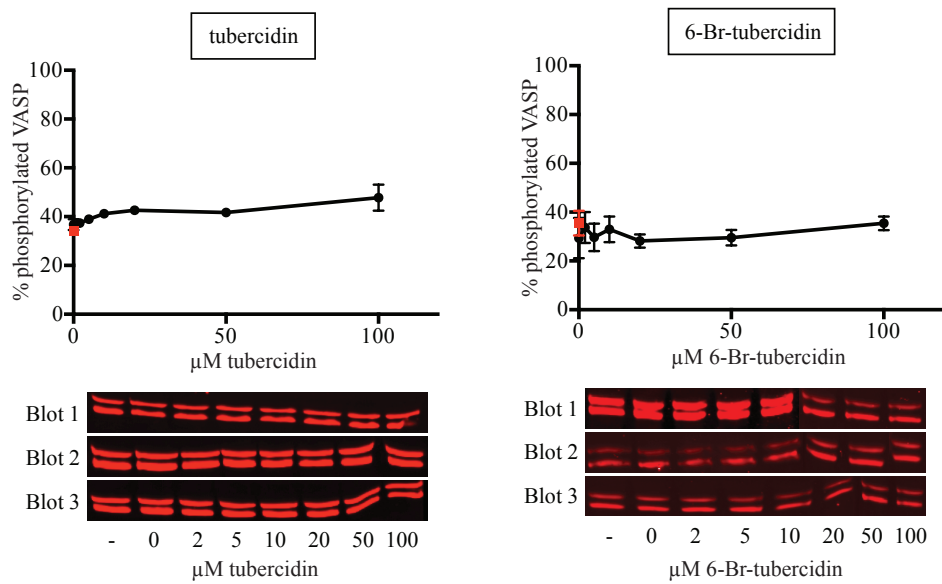 tubercidin
% phosphorylated VASP
100
80
60
40
20
0
0 50 100
µM tubercidin
Blot 1
Blot 2
Blot 3
- 0 2 5 10 20 50 100
µM tubercidin
6-Br-tubercidin
% phosphorylated VASP
100
80
60
40
20
0
0 50 100
µM 6-Br-tubercidin
Blot 1
Blot 2
Blot 3
- 0 2 5 10 20 50 100
µM 6-Br-tubercidin